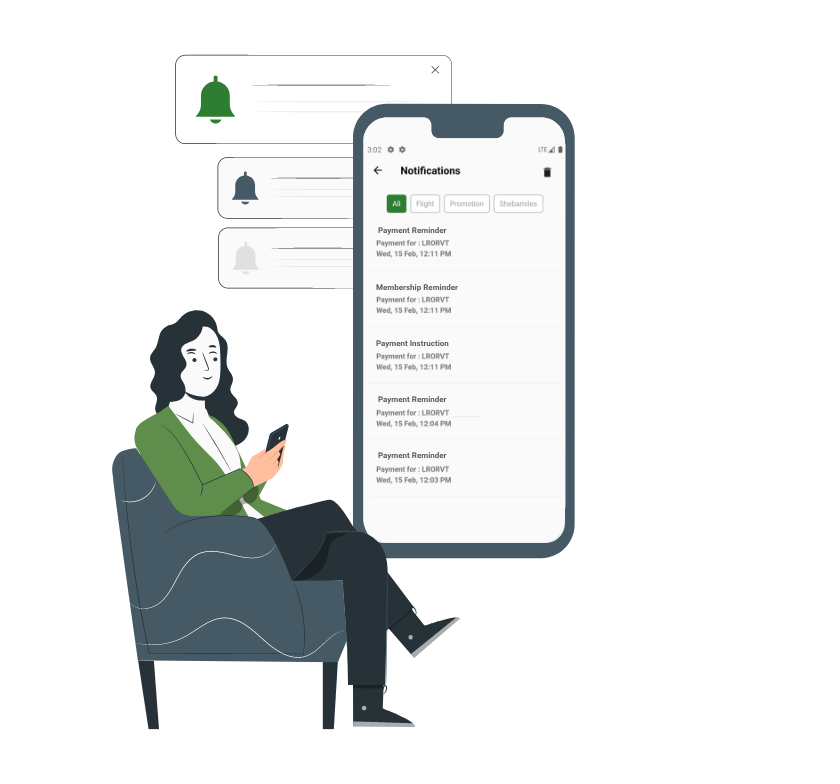 3:02 LTE
Notifications
All Flight Promotion Shebamiles
Payment Reminder
Payment for : LRORVT
Wed, 15 Feb, 12:11 PM
Membership Reminder
Payment for : LRORVT
Wed, 15 Feb, 12:11 PM
Payment Instruction
Payment for : LRORVT
Wed, 15 Feb, 12:11 PM
Payment Reminder
Payment for : LRORVT
Wed, 15 Feb, 12:04 PM
Payment Reminder
Payment for : LRORVT
Wed, 15 Feb, 12:03 PM